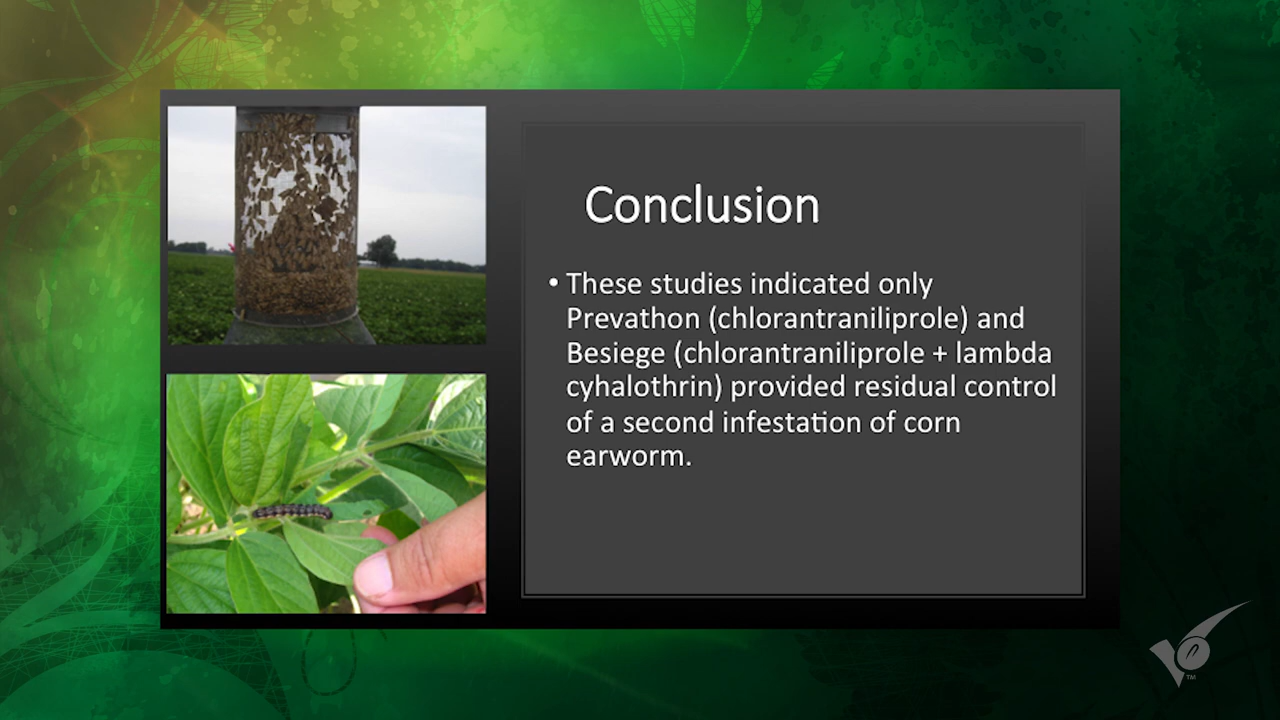 Conclusion
• These studies indicated only
Prevathon (chlorantraniliprole) and
Besiege (chlorantraniliprole + lambda
cyhalothrin) provided residual control
of a second infestation of corn
earworm.
TM